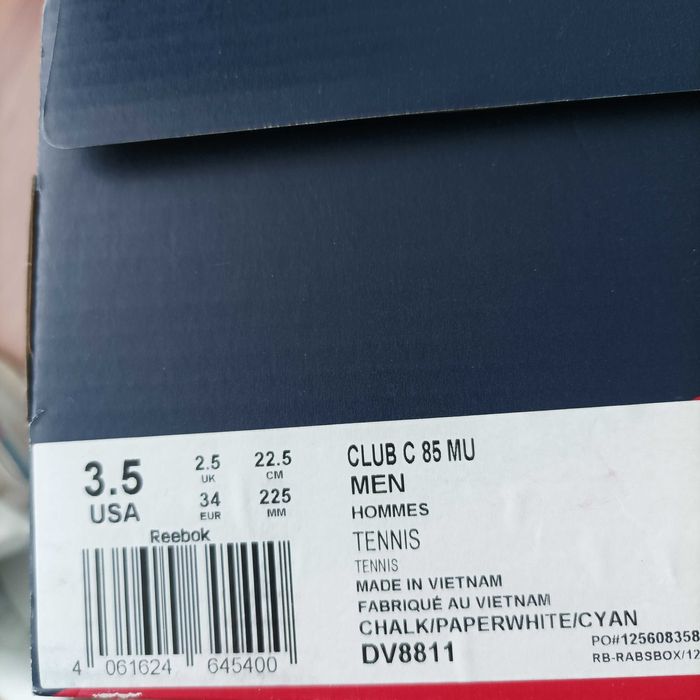 3.5
USA
2.5
UK
22.5
CM
34
EUR
225
MM
Reebok
4 061624 645400
CLUB C 85 MU
MEN
HOMMES
TENNIS
TENNIS
MADE IN VIETNAM
FABRIQUÉ AU VIETNAM
CHALK/PAPERWHITE/CYAN
DV8811
PO#125608358
RB-RABSBOX/12